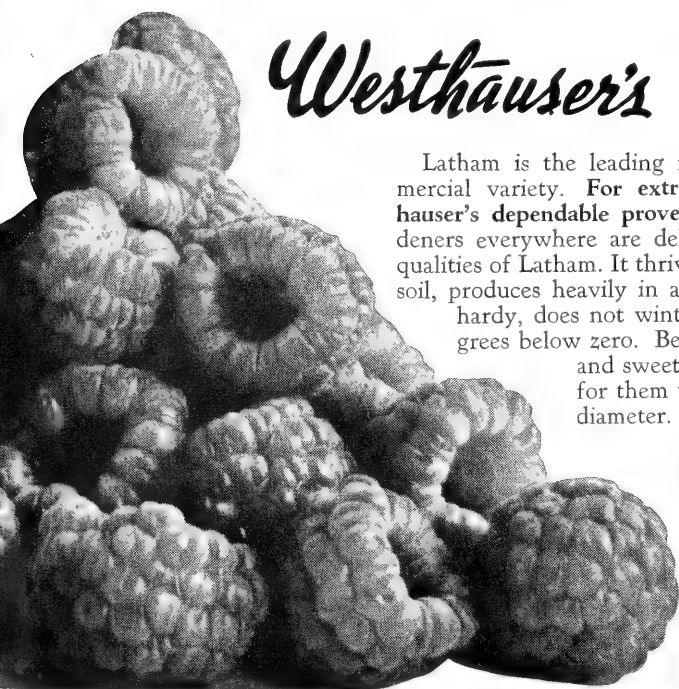 Westhauser's
Latham is the leading
mercial variety. For extr
hauser's dependable prove
deners everywhere are del
qualities of Latham. It thriv
soil, produces heavily in a
hardy, does not wint
grees below zero. Be
and sweet
for them
diameter.